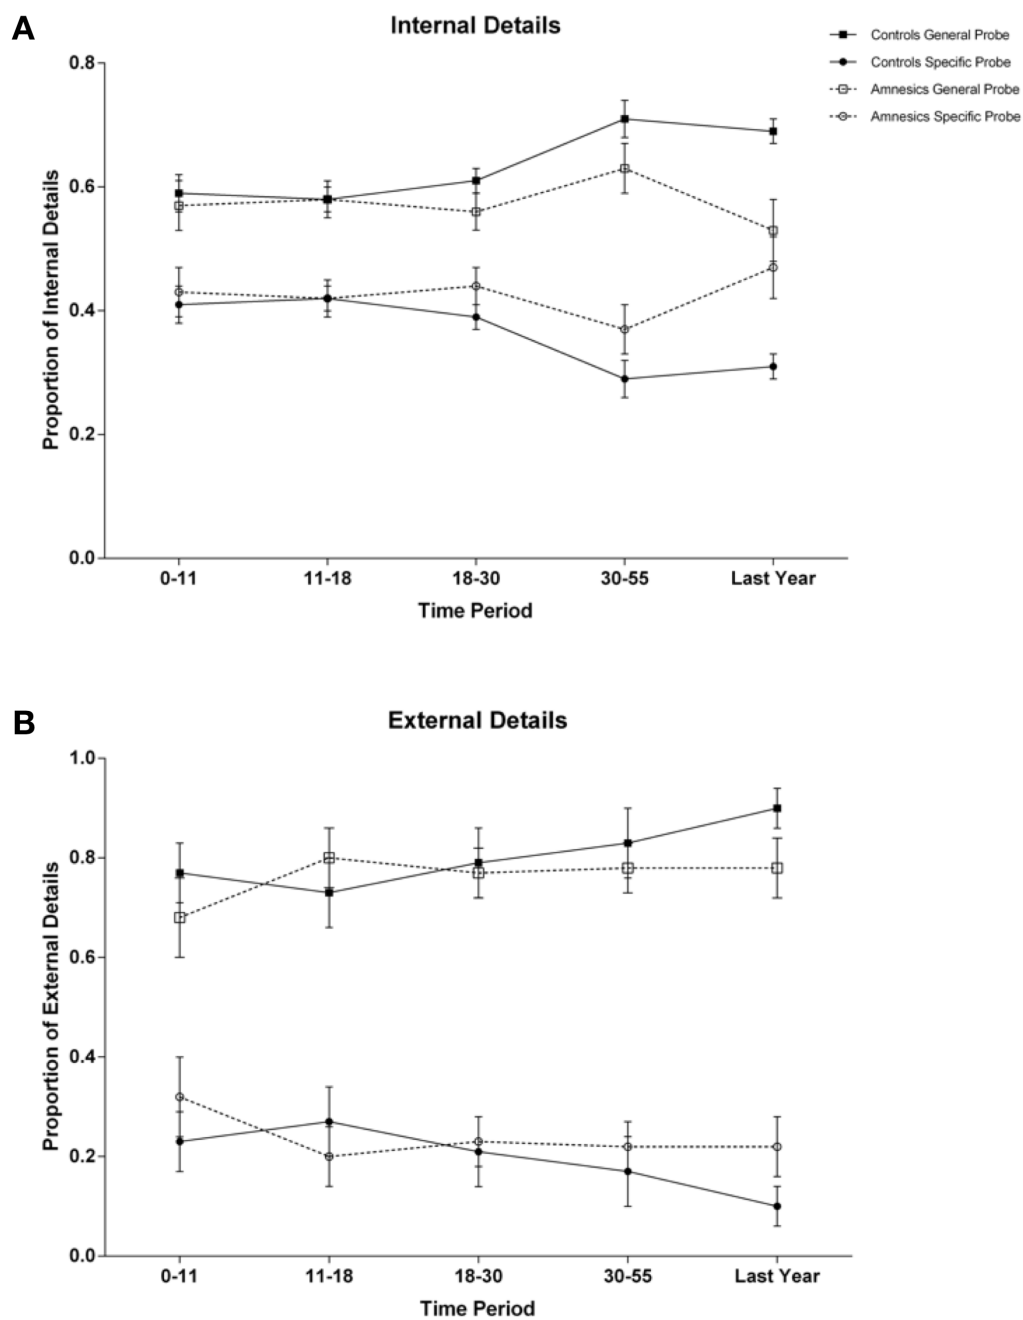 A
Internal Details
Controls General Probe
Controls Specific Probe
Amnesics General Probe
Amnesics Specific Probe
Proportion of Internal Details
0.8
0.6
0.4
0.2
0.0
0-11 11-18 18-30 30-55 Last Year
Time Period
B
External Details
Proportion of External Details
1.0
0.8
0.6
0.4
0.2
0.0
0-11 11-18 18-30 30-55 Last Year
Time Period